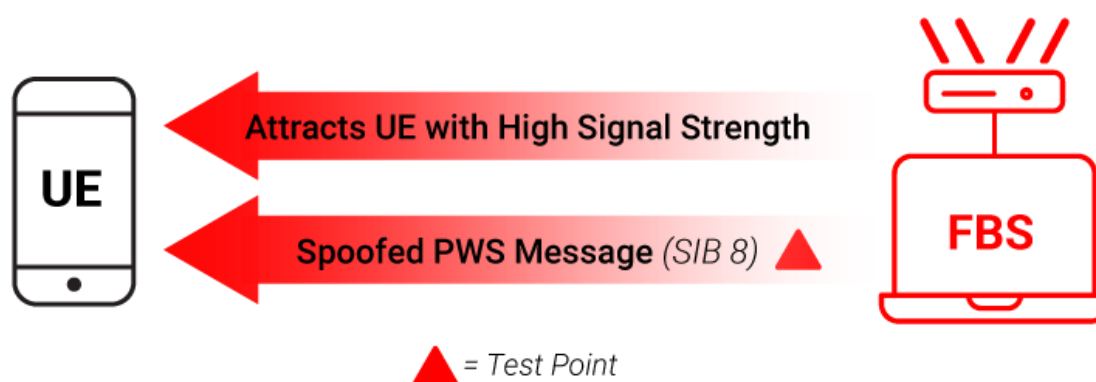 Attracts UE with High Signal Strength
UE
FBS
Spoofed PWS Message (SIB 8)
= Test Point